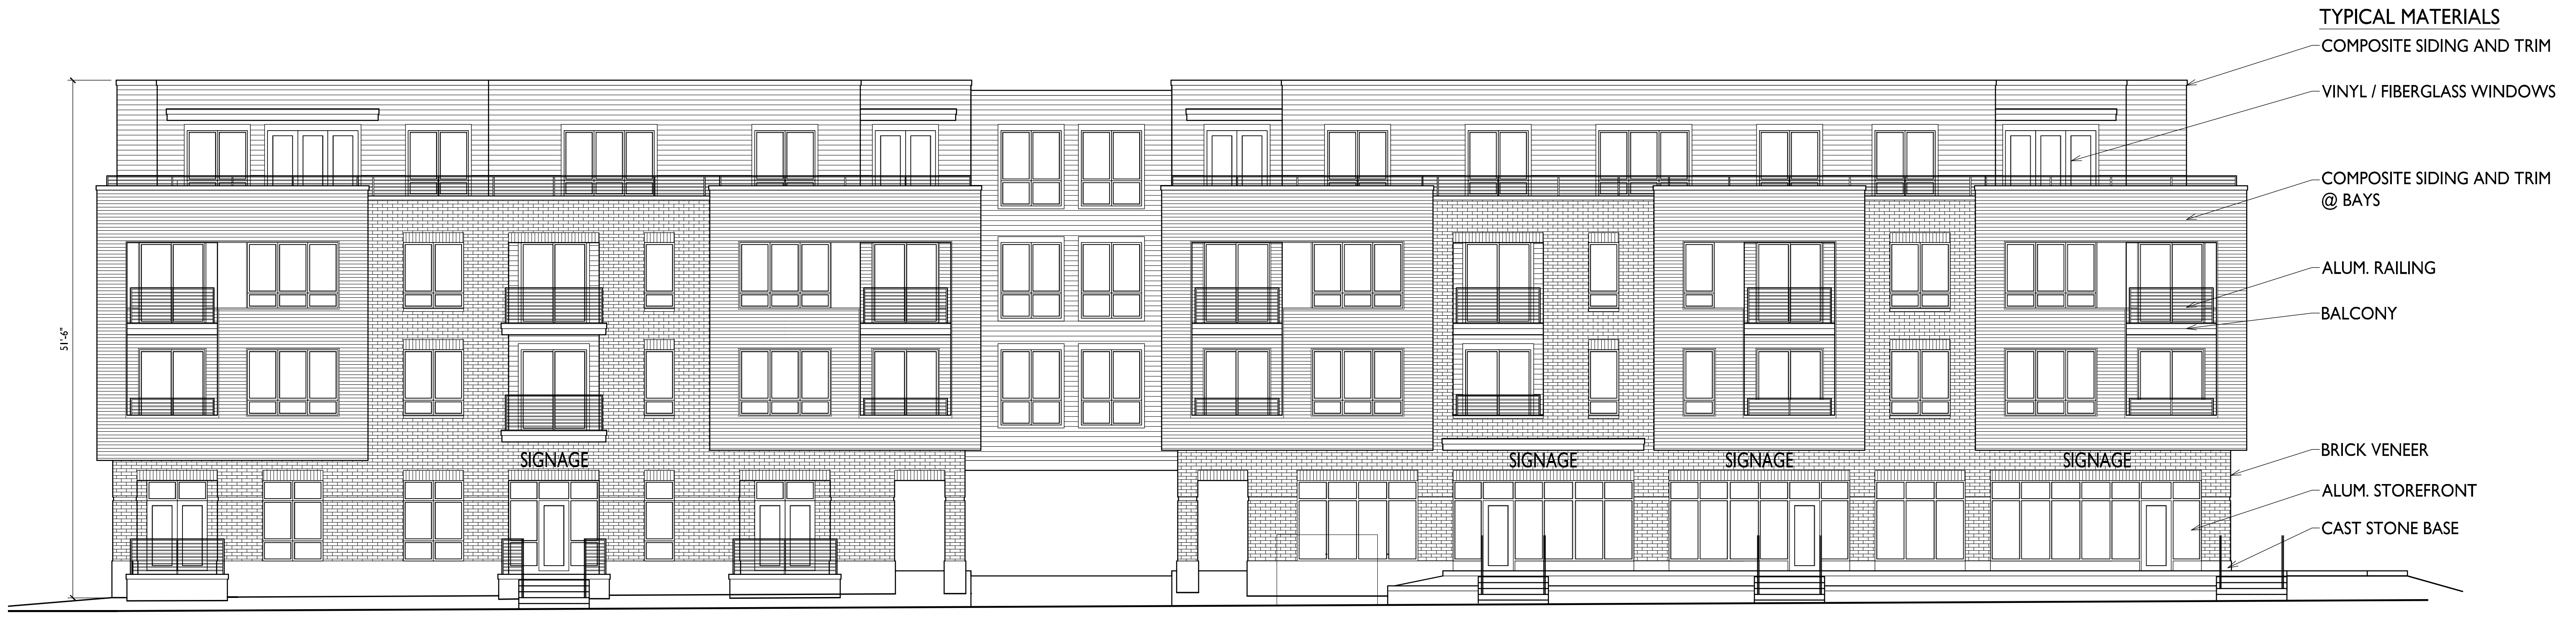 TYPICAL MATERIALS
COMPOSITE SIDING AND TRIM
VINYL / FIBERGLASS WINDOWS
COMPOSITE SIDING AND TRIM
@ BAYS
ALUM. RAILING
BALCONY
51'-6"
BRICK VENEER
SIGNAGE
SIGNAGE
SIGNAGE
SIGNAGE
ALUM. STOREFRONT
CAST STONE BASE